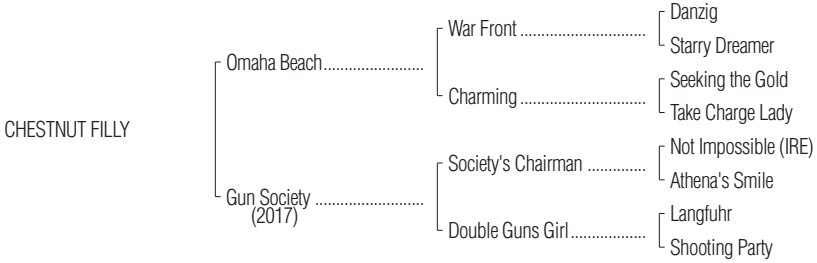 Danzig
War Front ..............................
Starry Dreamer
Omaha Beach........................
Seeking the Gold
Charming ..............................
Take Charge Lady
CHESTNUT FILLY
Not Impossible (IRE)
Society's Chairman ..............
Athena's Smile
Gun Society ..........................
(2017)
Langfuhr
Double Guns Girl..................
Shooting Party